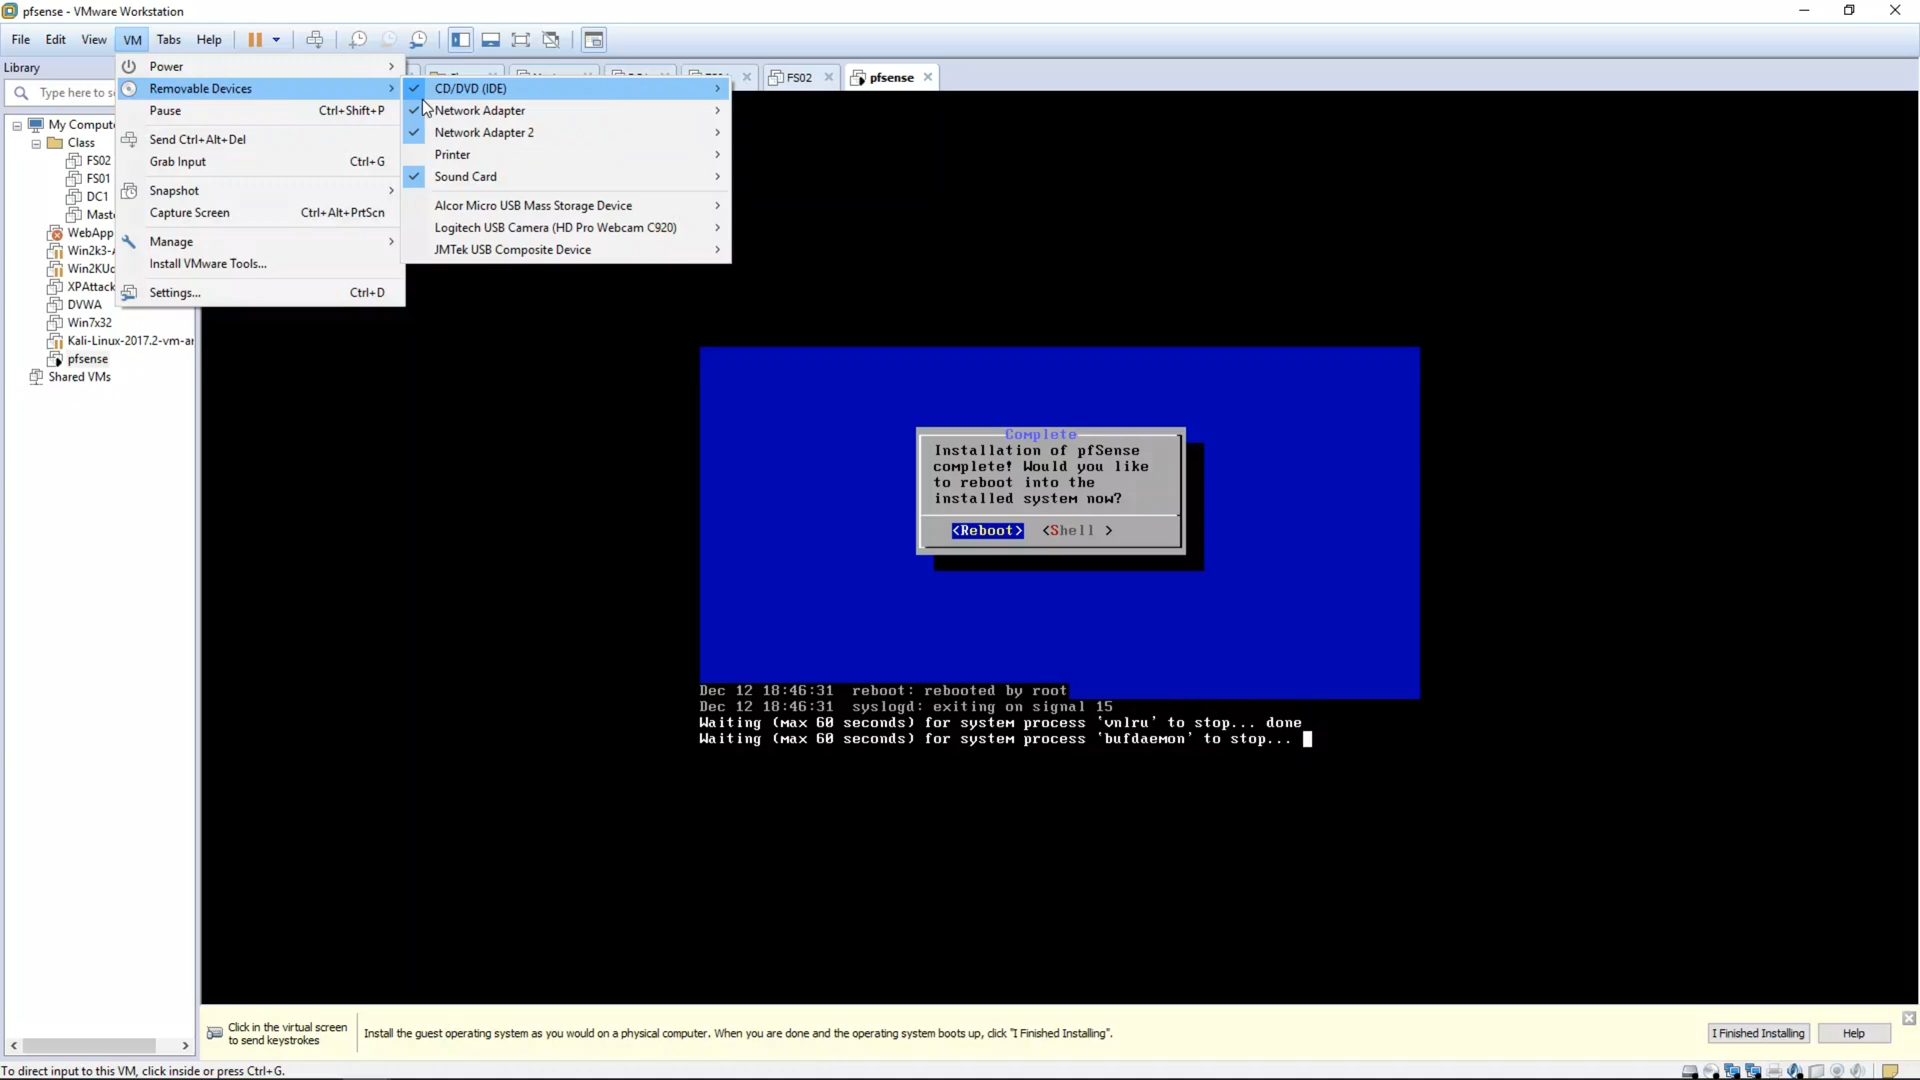 pfsense - VMware Workstation
File Edit View VM Tabs Help
Library
Type here to s
My Comput
Class
FS02
FS01
DC1
Mast
WebApp
Win2k3-
Win2KU
XPAttack
DVWA
Win7x32
Kali-Linux-2017.2-vm-a
pfsense
Shared VMs
Power
Removable Devices
Pause Ctrl+Shift+P
Send Ctrl+Alt+Del
Grab Input Ctrl+G
Snapshot
Capture Screen Ctrl+Alt+PrtScn
Manage
Install VMware Tools...
Settings... Ctrl+D
FS02 pfsense
CD/DVD (IDE)
Network Adapter
Network Adapter 2
Printer
Sound Card
Alcor Micro USB Mass Storage Device
Logitech USB Camera (HD Pro Webcam C920)
JMTek USB Composite Device
Complete
Installation of pfSense
complete! Would you like
to reboot into the
installed system now?
<Reboot> <Shell >
Dec 12 18:46:31 reboot: rebooted by root
Dec 12 18:46:31 syslogd: exiting on signal 15
Waiting (max 60 seconds) for system process `vnlru' to stop... done
Waiting (max 60 seconds) for system process `bufdaemon' to stop...
Click in the virtual screen
to send keystrokes
Install the guest operating system as you would on a physical computer. When you are done and the operating system boots up, click "I Finished Installing".
I Finished Installing Help
To direct input to this VM, click inside or press Ctrl+G.